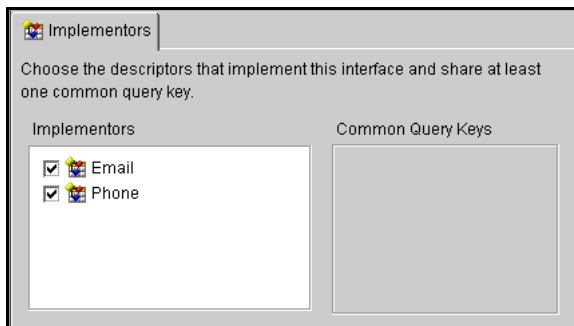 Implementors
Choose the descriptors that implement this interface and share at least
one common query key.
Implementors
Common Query Keys
Email
Phone